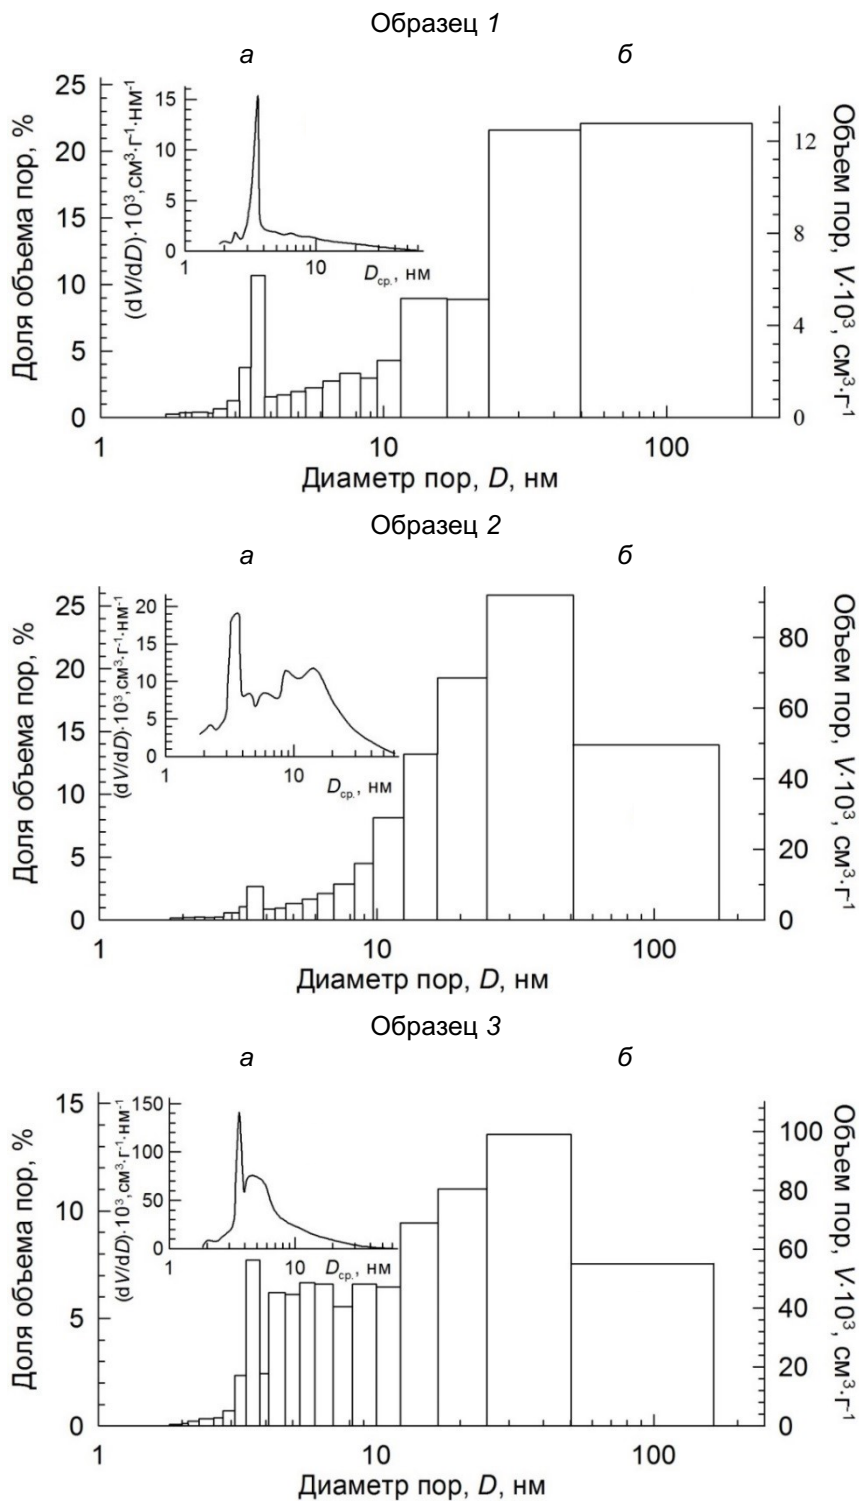 Образец 1
а б
Доля объема пор, %
25
20
15
10
5
0
(dV/dD)·10³,см³·г⁻¹·нм⁻¹
15
10
5
0
1 10
Dср., нм
12
8
4
0
Объем пор, V·10³, см³·г⁻¹
1 10 100
Диаметр пор, D, нм
Образец 2
а б
Доля объема пор, %
25
20
15
10
5
0
(dV/dD)·10³,см³·г⁻¹·нм⁻¹
20
15
10
5
0
1 10
Dср., нм
80
60
40
20
0
Объем пор, V·10³, см³·г⁻¹
1 10 100
Диаметр пор, D, нм
Образец 3
а б
Доля объема пор, %
15
10
5
0
(dV/dD)·10³,см³·г⁻¹·нм⁻¹
150
100
50
0
1 10
Dср., нм
100
80
60
40
20
0
Объем пор, V·10³, см³·г⁻¹
1 10 100
Диаметр пор, D, нм